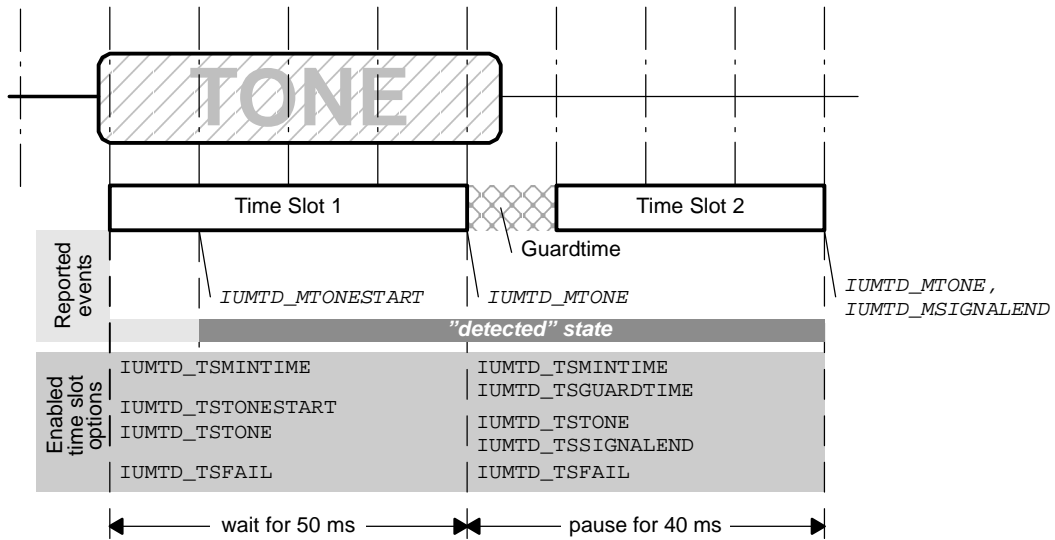 TONE
Time Slot 1
Time Slot 2
Guardtime
Reported
events
IUMTD_MTONESTART
IUMTD_MTONE
IUMTD_MTONE,
IUMTD_MSIGNALEND
”detected” state
Enabled
time slot
options
IUMTD_TSMINTIME
IUMTD_TSTONESTART
IUMTD_TSTONE
IUMTD_TSFAIL
IUMTD_TSMINTIME
IUMTD_TSGUARDTIME
IUMTD_TSTONE
IUMTD_TSSIGNALEND
IUMTD_TSFAIL
wait for 50 ms
pause for 40 ms